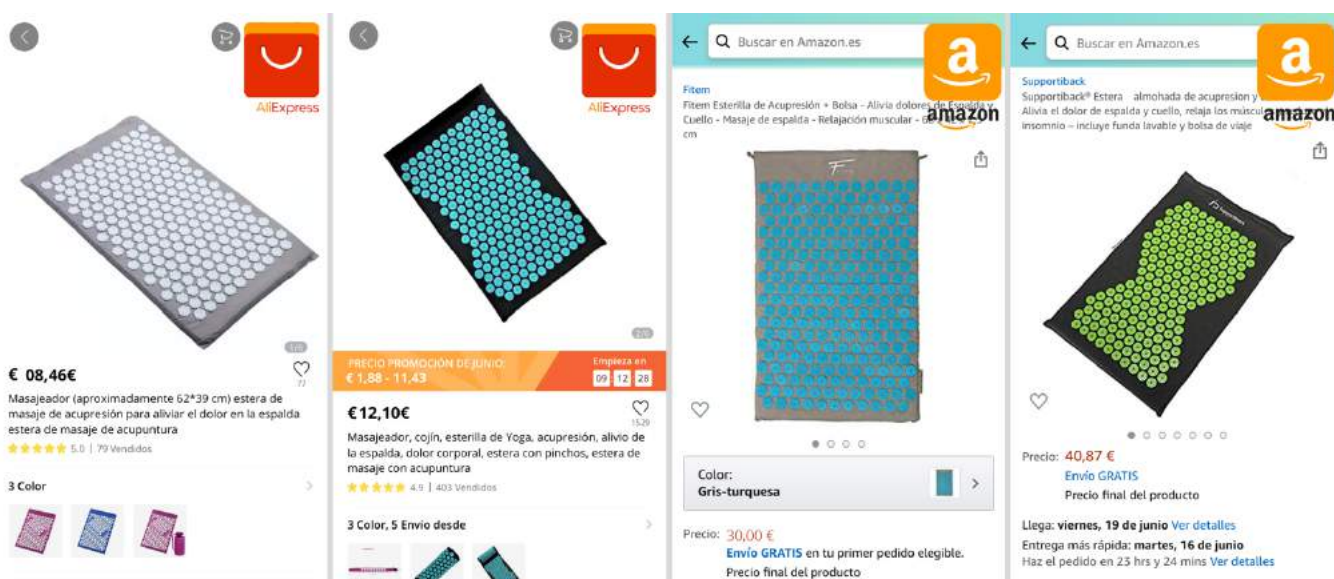 AliExpress
1/6
€ 08,46€
77
Masajeador (aproximadamente 62*39 cm) estera de
masaje de acupresión para aliviar el dolor en la espalda
estera de masaje de acupuntura
5.0 | 79 Vendidos
3 Color
AliExpress
2/6
PRECIO PROMOCIÓN DE JUNIO:
€ 1,88 - 11,43
Empieza en
09 : 12 : 28
€12,10€
1529
Masajeador, cojín, esterilla de Yoga, acupresión, alivio de
la espalda, dolor corporal, estera con pinchos, estera de
masaje con acupuntura
4.9 | 403 Vendidos
3 Color, 5 Envío desde
Buscar en Amazon.es
a
amazon
Fitem
Fitem Esterilla de Acupresión + Bolsa - Alivia dolores de Espalda y
Cuello - Masaje de espalda - Relajación muscular -
cm
F
Color:
Gris-turquesa
Precio: 30,00 €
Envío GRATIS en tu primer pedido elegible.
Precio final del producto
Buscar en Amazon.es
a
amazon
Supportiback
Supportiback® Estera almohada de acupresion y
Alivia el dolor de espalda y cuello, relaja los
insomnio – incluye funda lavable y bolsa de viaje
Supportiback
Precio: 40,87 €
Envío GRATIS
Precio final del producto
Llega: viernes, 19 de junio Ver detalles
Entrega más rápida: martes, 16 de junio
Haz el pedido en 23 hrs y 24 mins Ver detalles